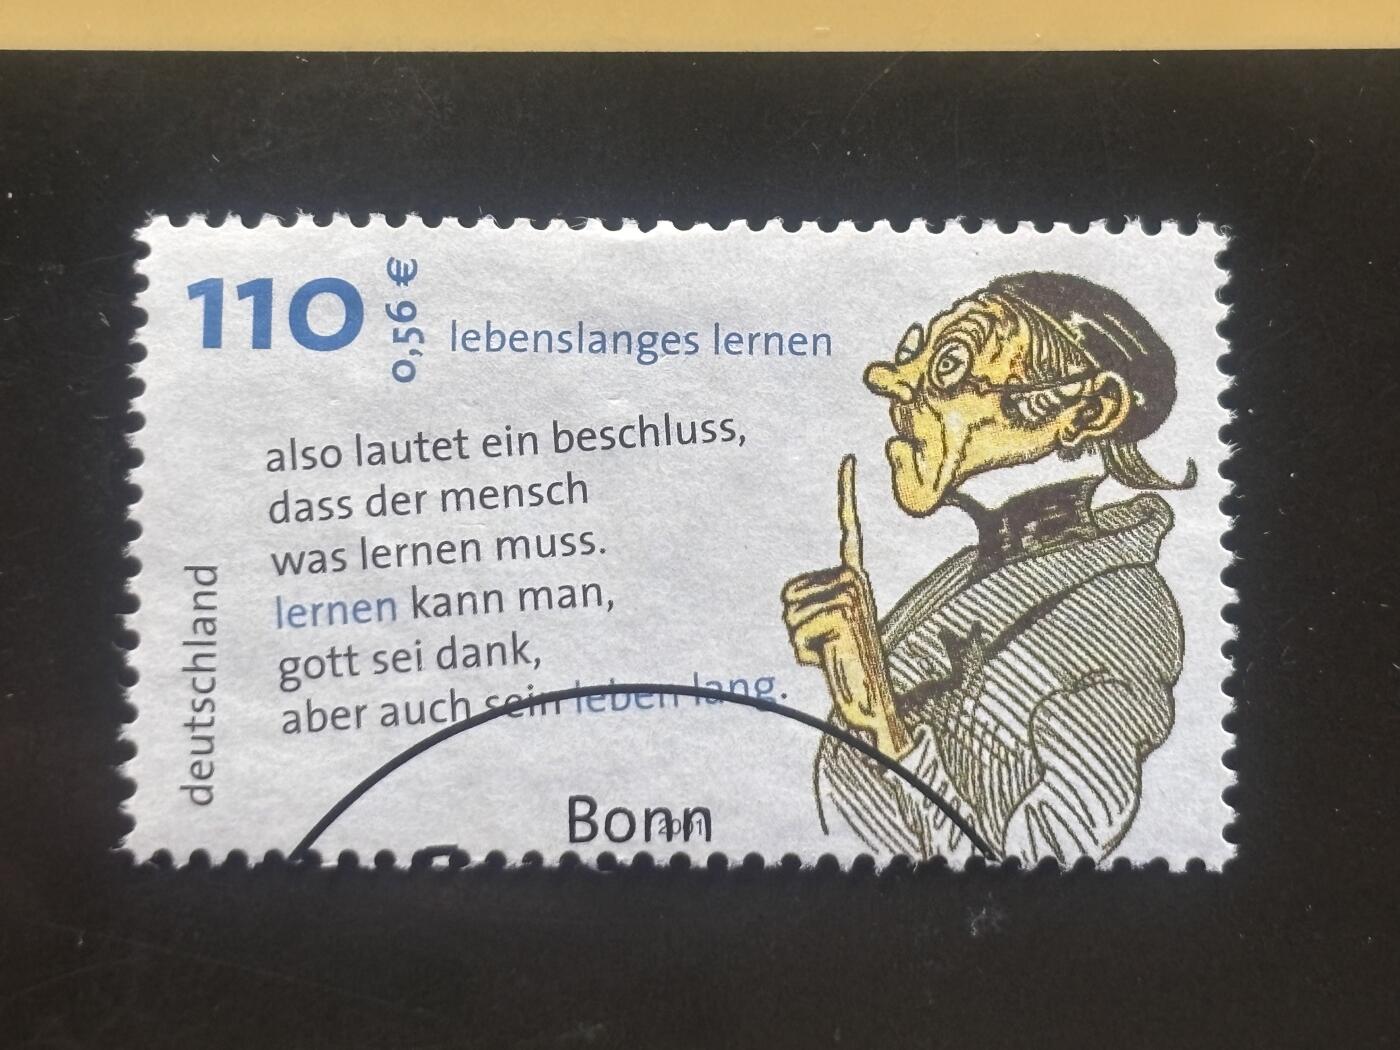 110
0,56 €
lebenslanges lernen
also lautet ein beschluss,
dass der mensch
was lernen muss.
lernen kann man,
gott sei dank,
aber auch sein leben lang.
deutschland
Bonn
2001